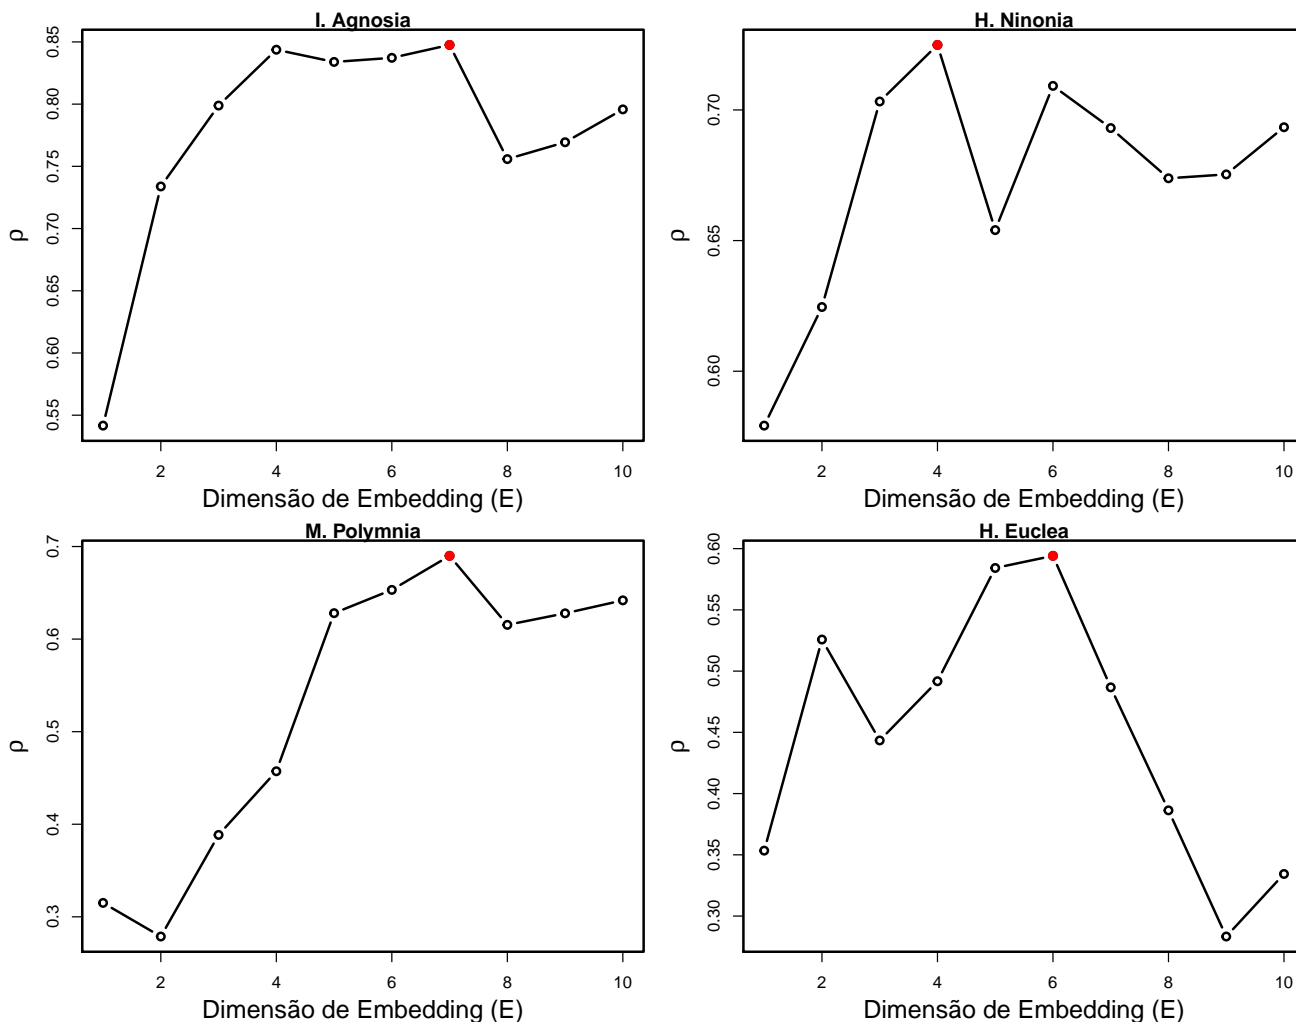 I. Agnosia
ρ
0.55 0.60 0.65 0.70 0.75 0.80 0.85
2 4 6 8 10
Dimensão de Embedding (E)
H. Ninonia
ρ
0.60 0.65 0.70
2 4 6 8 10
Dimensão de Embedding (E)
M. Polymnia
ρ
0.3 0.4 0.5 0.6 0.7
2 4 6 8 10
Dimensão de Embedding (E)
H. Euclea
ρ
0.30 0.35 0.40 0.45 0.50 0.55 0.60
2 4 6 8 10
Dimensão de Embedding (E)